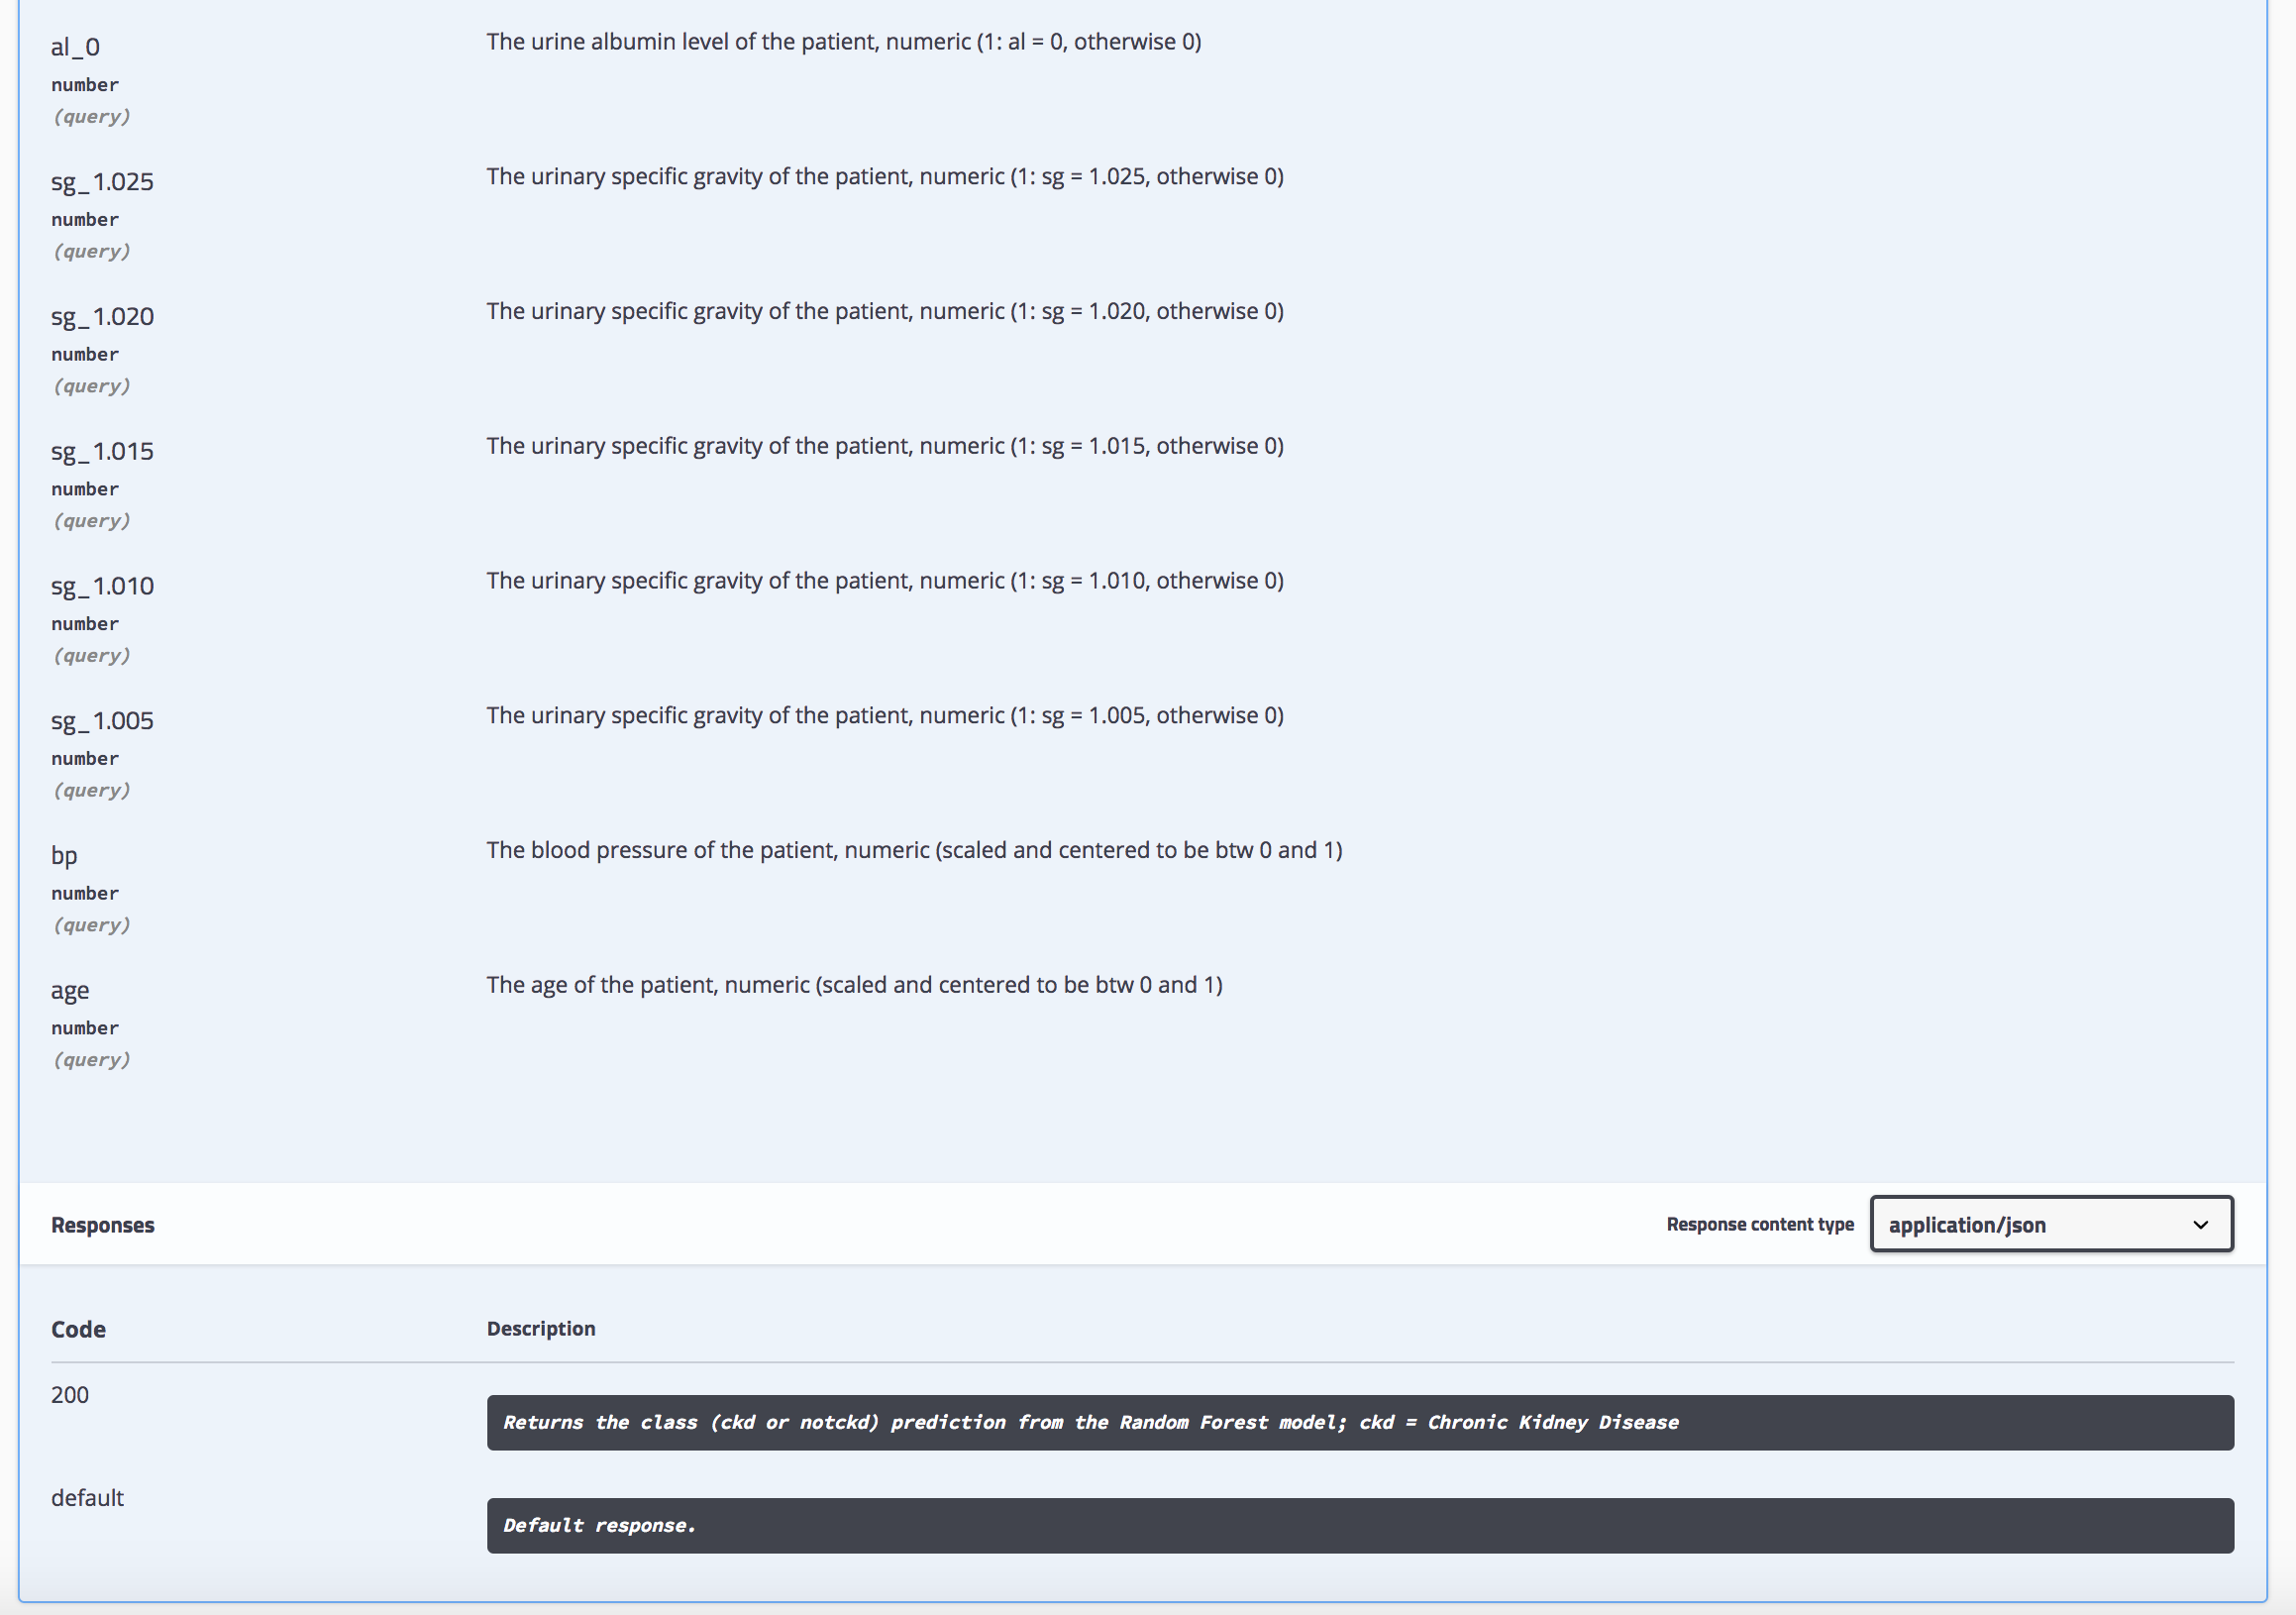 al_0
The urine albumin level of the patient, numeric (1: al = 0, otherwise 0)
number
(query)
sg_1.025
The urinary specific gravity of the patient, numeric (1: sg = 1.025, otherwise 0)
number
(query)
sg_1.020
The urinary specific gravity of the patient, numeric (1: sg = 1.020, otherwise 0)
number
(query)
sg_1.015
The urinary specific gravity of the patient, numeric (1: sg = 1.015, otherwise 0)
number
(query)
sg_1.010
The urinary specific gravity of the patient, numeric (1: sg = 1.010, otherwise 0)
number
(query)
sg_1.005
The urinary specific gravity of the patient, numeric (1: sg = 1.005, otherwise 0)
number
(query)
bp
The blood pressure of the patient, numeric (scaled and centered to be btw 0 and 1)
number
(query)
age
The age of the patient, numeric (scaled and centered to be btw 0 and 1)
number
(query)
Responses
Response content type
application/json
Code
Description
200
Returns the class (ckd or notckd) prediction from the Random Forest model; ckd = Chronic Kidney Disease
default
Default response.